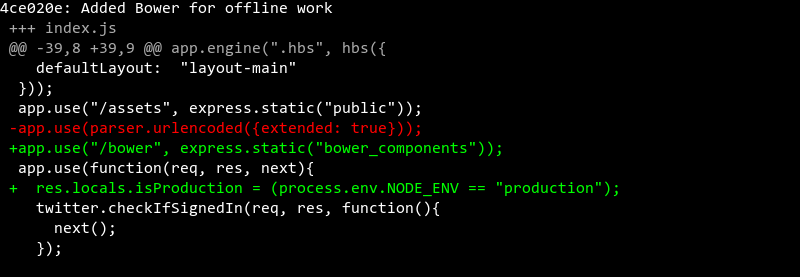 4ce020e: Added Bower for offline work
+++ index.js
@@ -39,8 +39,9 @@ app.engine(".hbs", hbs({
    defaultLayout:  "layout-main"
  }));
  app.use("/assets", express.static("public"));
-app.use(parser.urlencoded({extended: true}));
+app.use("/bower", express.static("bower_components"));
  app.use(function(req, res, next){
+  res.locals.isProduction = (process.env.NODE_ENV == "production");
    twitter.checkIfSignedIn(req, res, function(){
      next();
    });